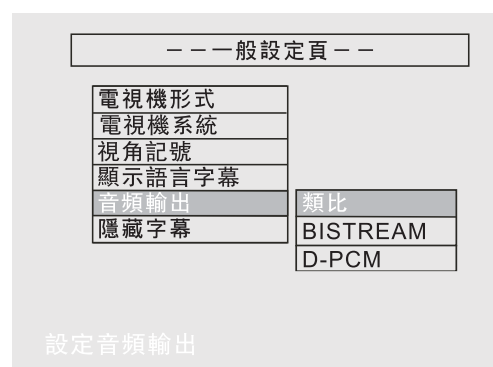 －－一般設定頁－－
電視機形式
電視機系統
視角記號
顯示語言字幕
音頻輸出
類比
隱藏字幕
BISTREAM
D-PCM
設定音頻輸出